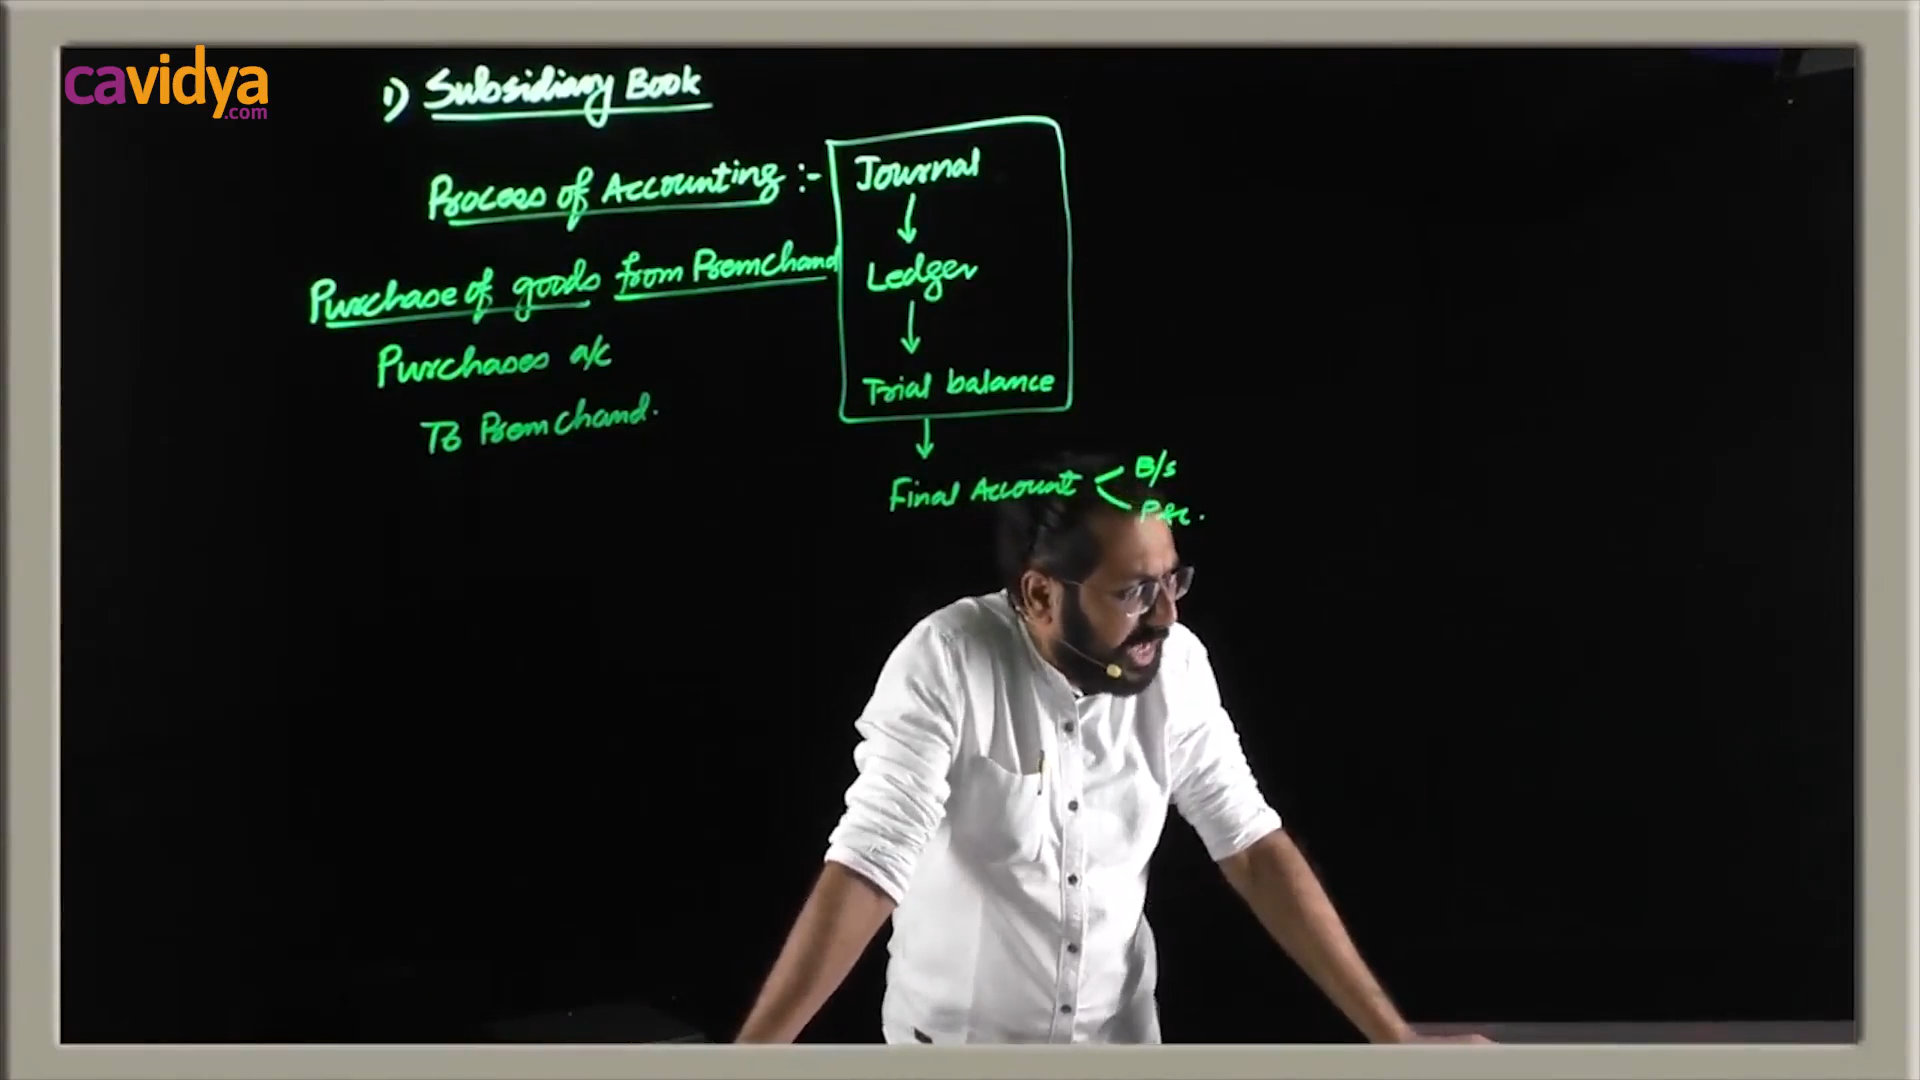 cavidya
.com
1) Subsidiary Book
Process of Accounting :-
Journal
Ledger
Trial balance
Final Account
B/s
P&L.
Purchase of goods from Premchand
Purchases a/c
To Premchand.